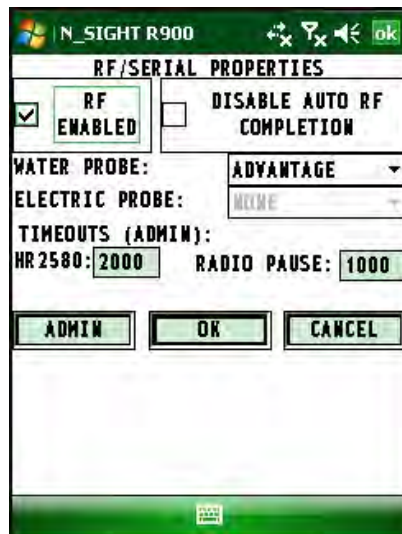 N_SIGHT R900 ok
RF/SERIAL PROPERTIES
RF ENABLED
DISABLE AUTO RF
COMPLETION
WATER PROBE: ADVANTAGE
ELECTRIC PROBE: NONE
TIMEOUTS (ADMIN):
HR2580: 2000 RADIO PAUSE: 1000
ADMIN OK CANCEL